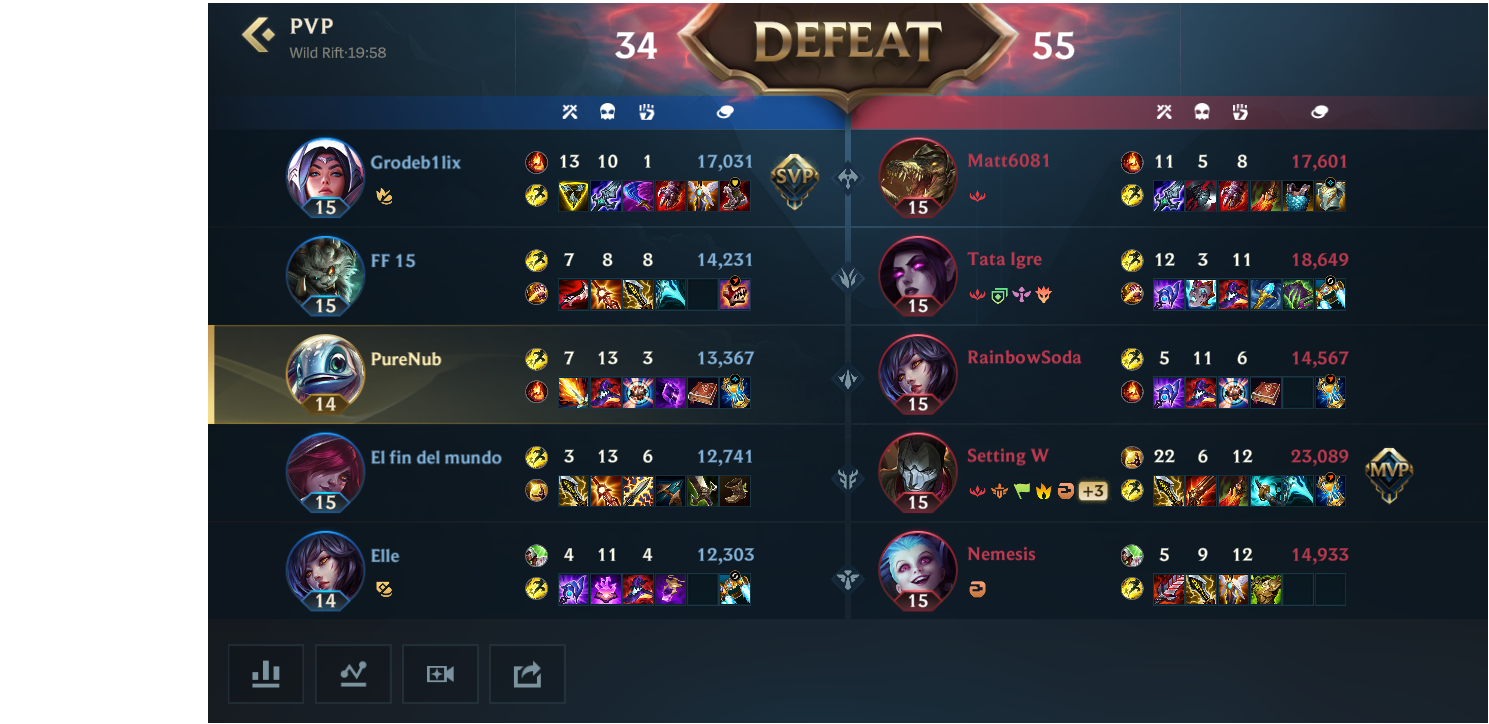 PVP
Wild Rift·19:58
34 DEFEAT 55
Grodeb1lix 13 10 1 17,031 SVP
15
Matt6081 11 5 8 17,601
15
FF 15 7 8 8 14,231
15
Tata Igre 12 3 11 18,649
15
PureNub 7 13 3 13,367
14
RainbowSoda 5 11 6 14,567
15
El fin del mundo 3 13 6 12,741
15
Setting W 22 6 12 23,089 MVP
+3
15
Elle 4 11 4 12,303
14
Nemesis 5 9 12 14,933
15